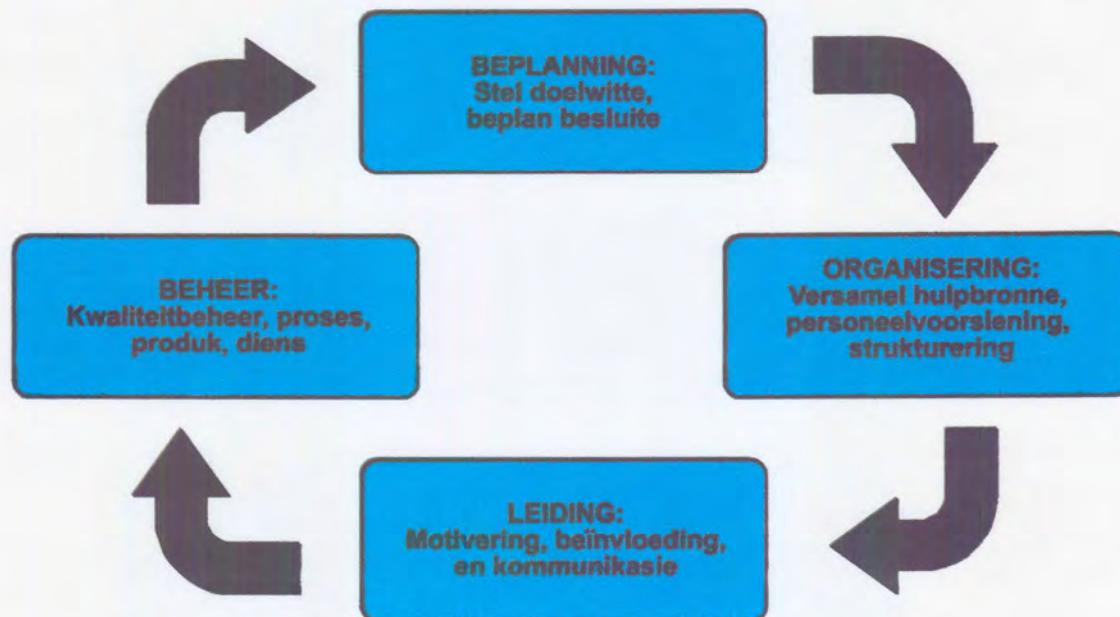 BEPLANNING:
Stel doelwitte,
beplan besluite
ORGANISERING:
Versamel hulpbronne,
personeelvoorsiening,
strukturering
LEIDING:
Motivering, beïnvloeding,
en kommunikasie
BEHEER:
Kwaliteitbeheer, proses,
produk, diens